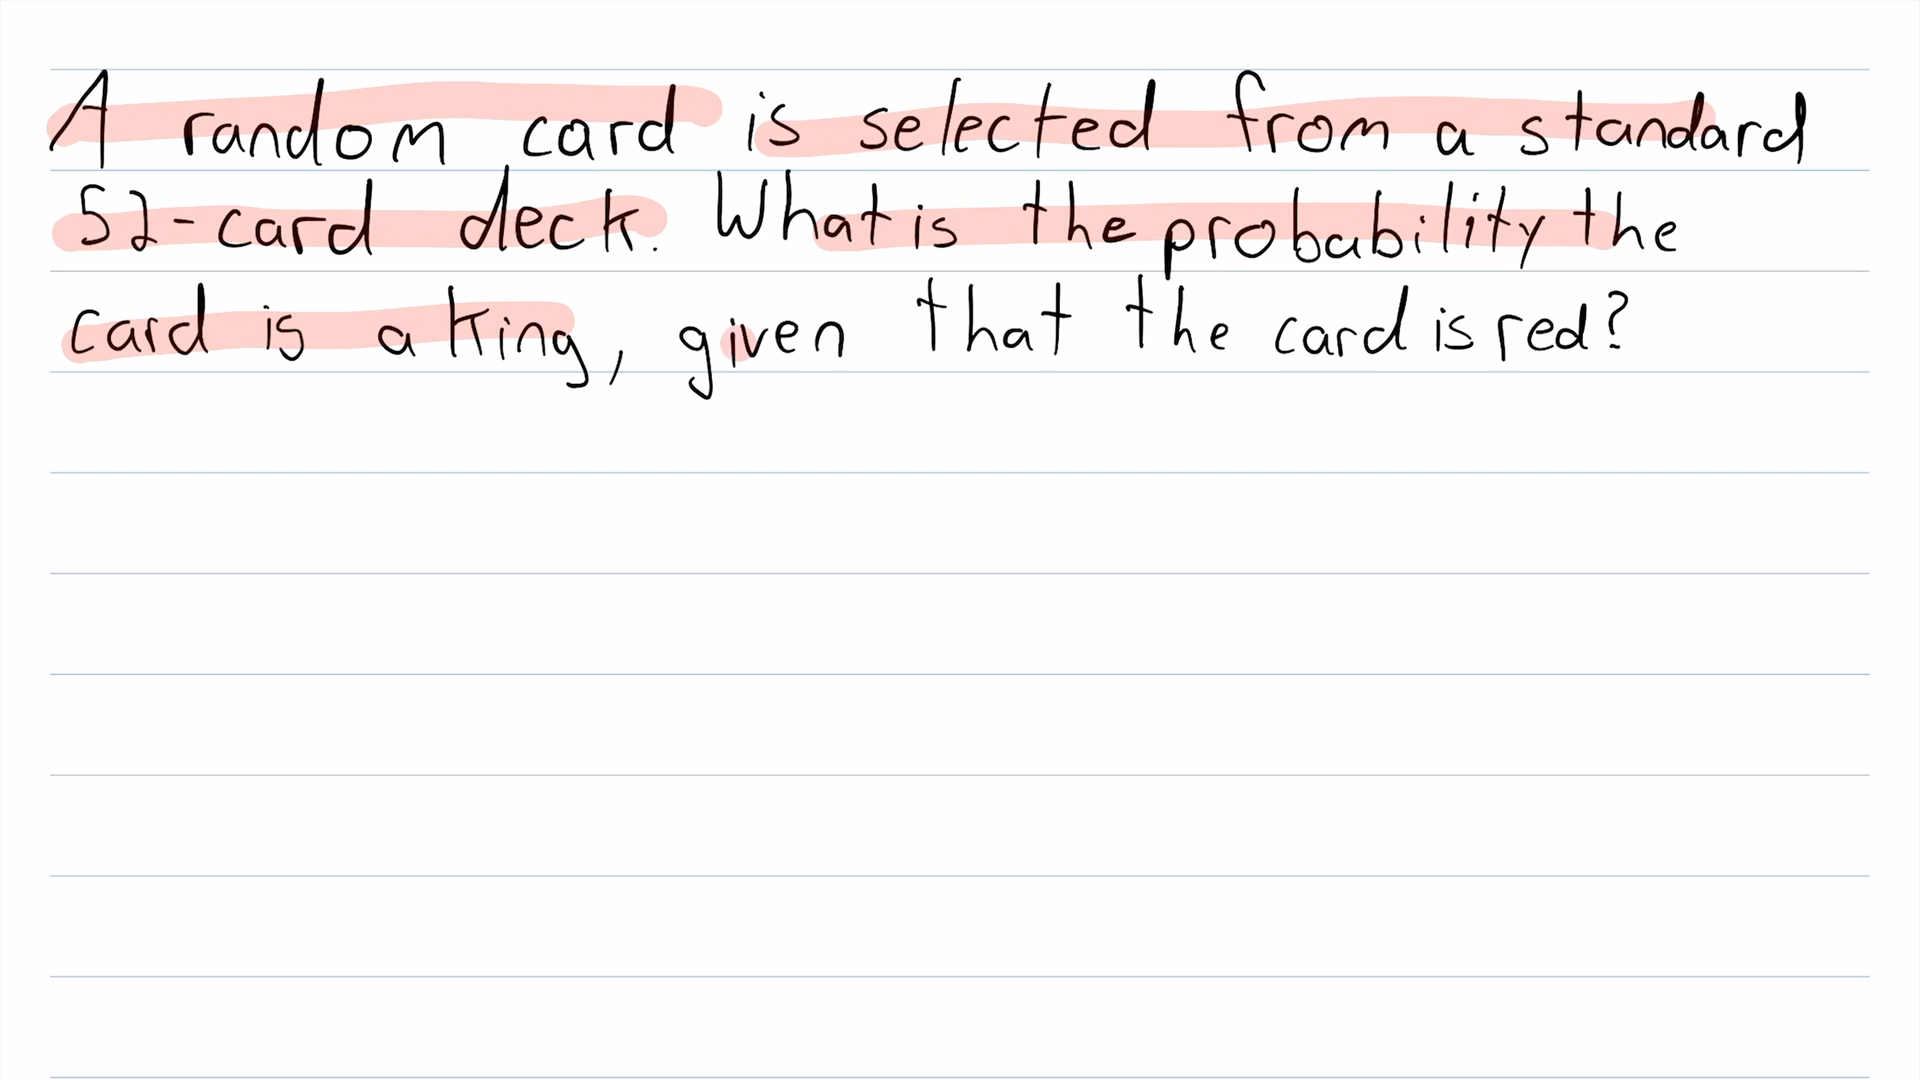 A random card is selected from a standard
52-card deck. What is the probability the
card is a king, given that the card is red?